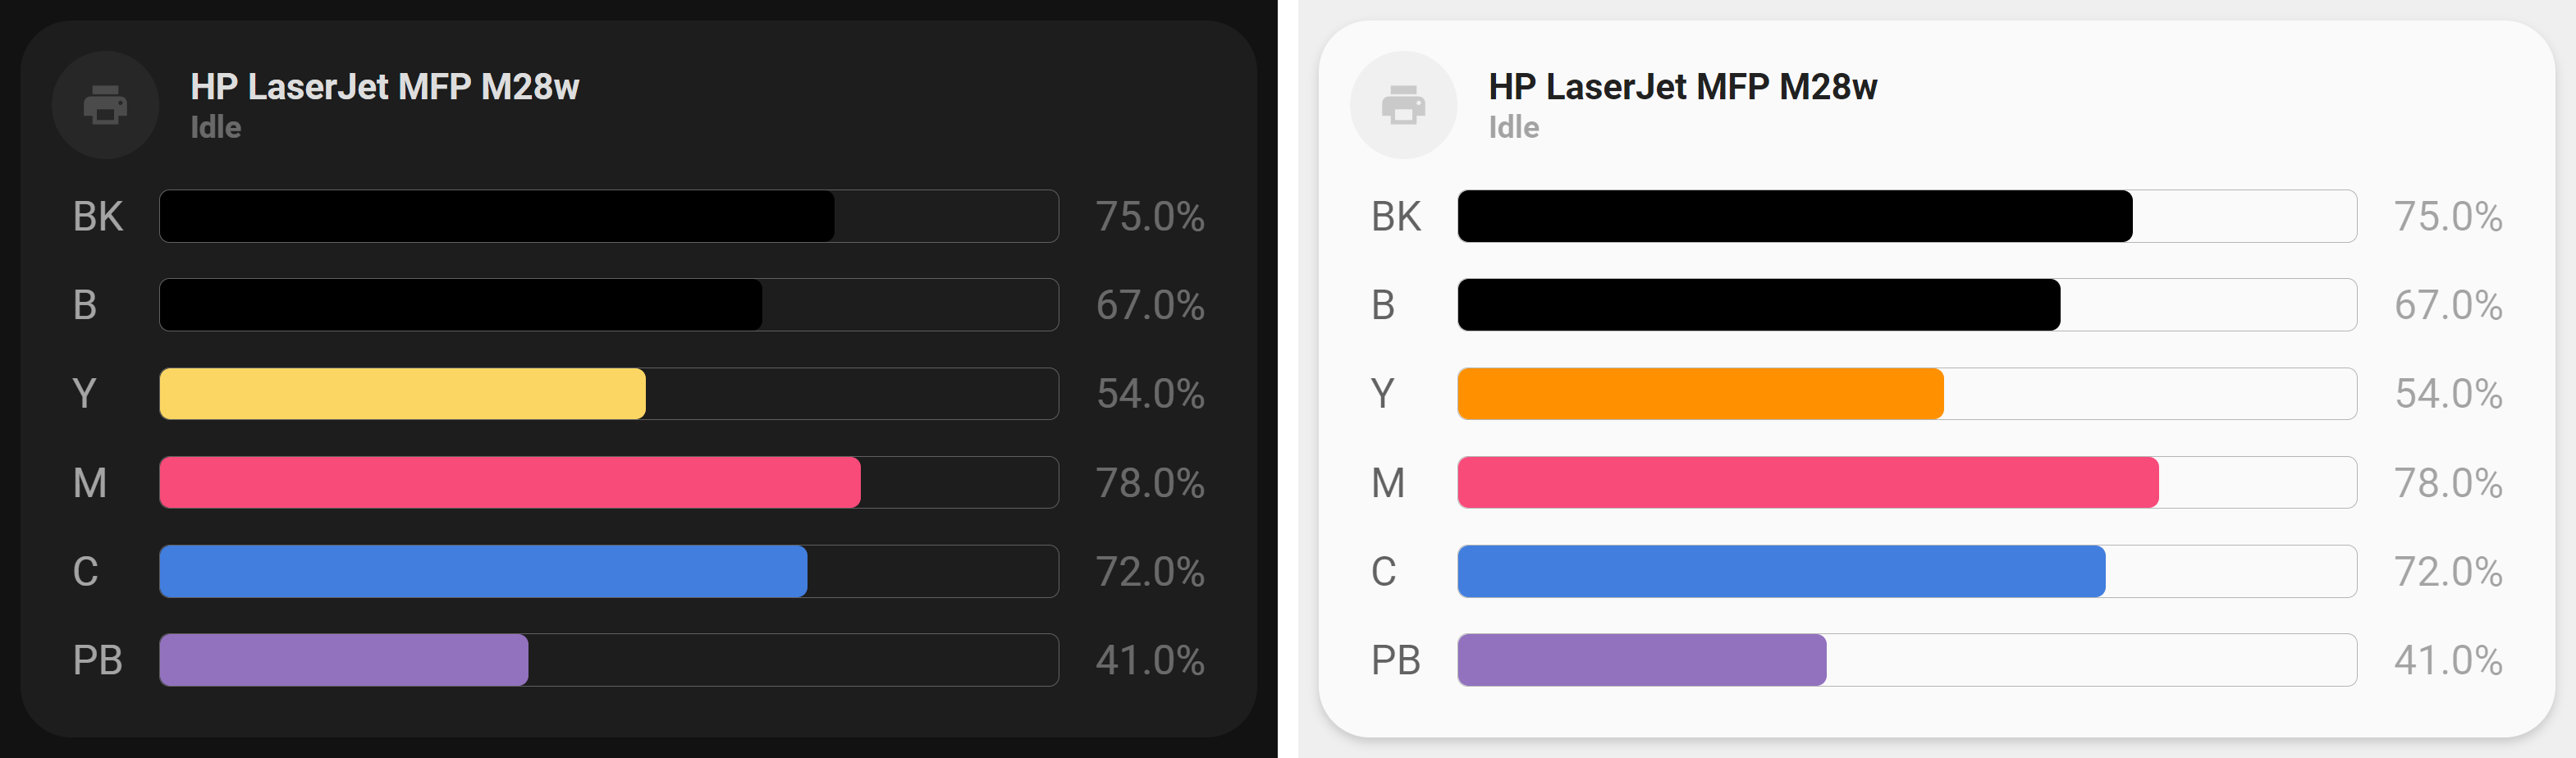 HP LaserJet MFP M28w
Idle
BK 75.0%
B 67.0%
Y 54.0%
M 78.0%
C 72.0%
PB 41.0%
HP LaserJet MFP M28w
Idle
BK 75.0%
B 67.0%
Y 54.0%
M 78.0%
C 72.0%
PB 41.0%